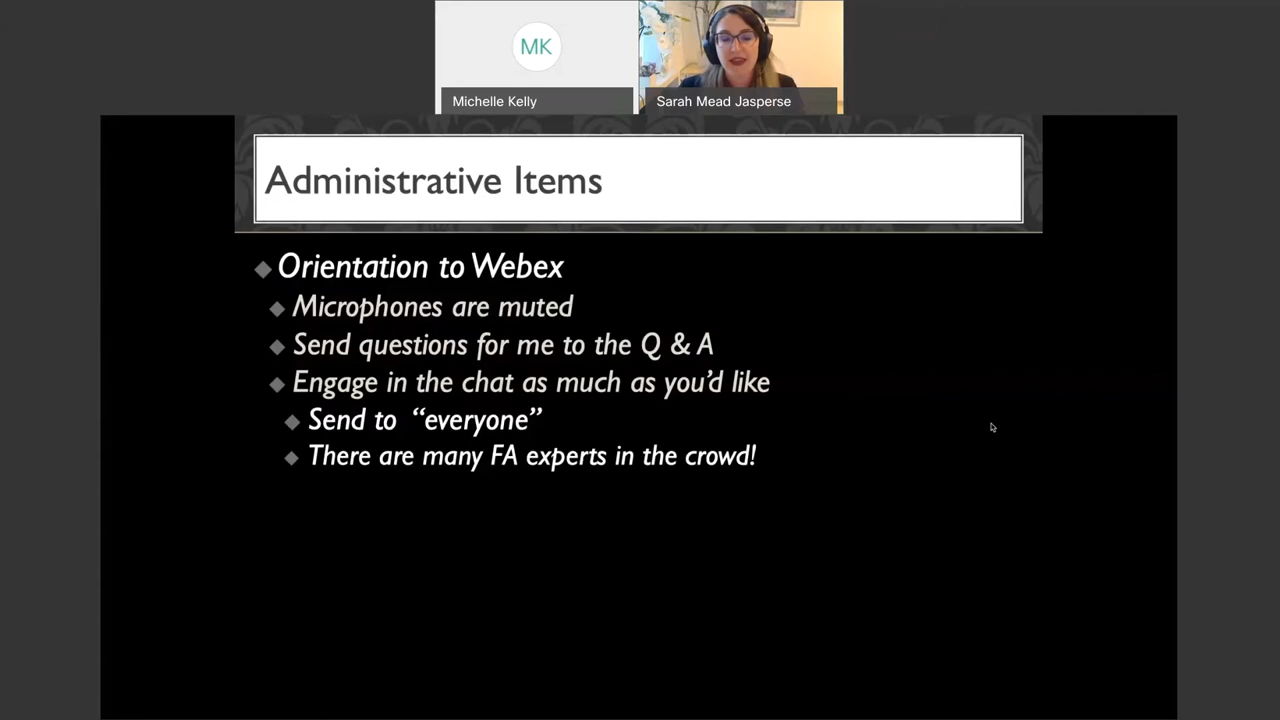 MK
Michelle Kelly
Sarah Mead Jasperse
Administrative Items
Orientation to Webex
Microphones are muted
Send questions for me to the Q & A
Engage in the chat as much as you’d like
Send to “everyone”
There are many FA experts in the crowd!